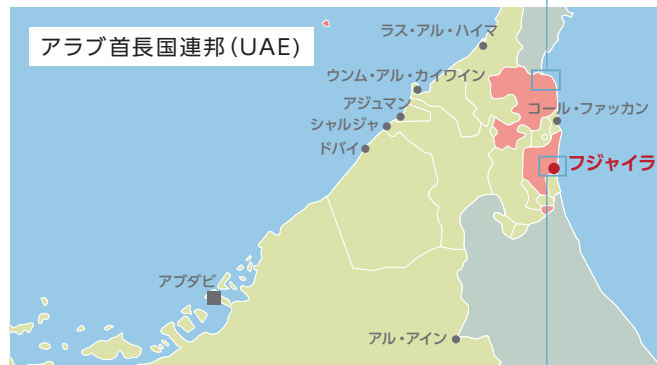 アラブ首長国連邦(UAE)
ラス・アル・ハイマ
ウンム・アル・カイワイン
アジュマン
コール・ファッカン
シャルジャ
ドバイ
フジャイラ
アブダビ
アル・アイン